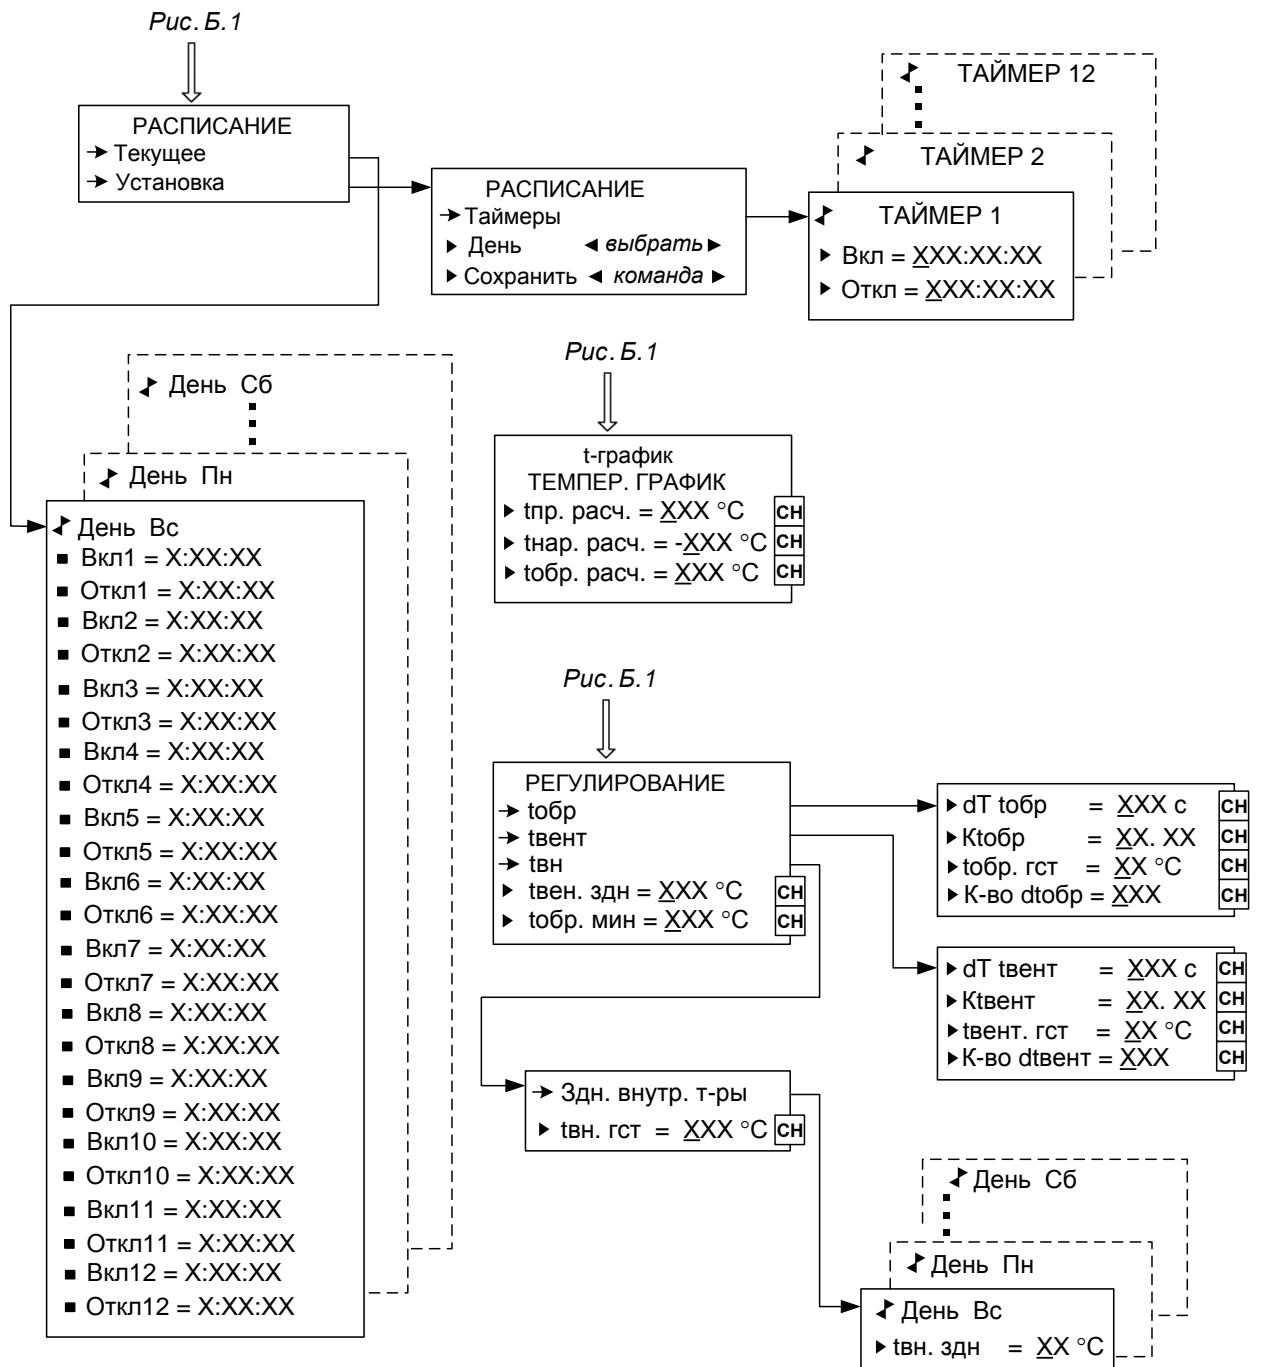 Рис. Б.1
РАСПИСАНИЕ
Текущее
Установка
РАСПИСАНИЕ
Таймеры
День выбрать
Сохранить команда
ТАЙМЕР 12
ТАЙМЕР 2
ТАЙМЕР 1
Вкл = XXX:XX:XX
Откл = XXX:XX:XX
День Сб
День Пн
День Вс
Вкл1 = X:XX:XX
Откл1 = X:XX:XX
Вкл2 = X:XX:XX
Откл2 = X:XX:XX
Вкл3 = X:XX:XX
Откл3 = X:XX:XX
Вкл4 = X:XX:XX
Откл4 = X:XX:XX
Вкл5 = X:XX:XX
Откл5 = X:XX:XX
Вкл6 = X:XX:XX
Откл6 = X:XX:XX
Вкл7 = X:XX:XX
Откл7 = X:XX:XX
Вкл8 = X:XX:XX
Откл8 = X:XX:XX
Вкл9 = X:XX:XX
Откл9 = X:XX:XX
Вкл10 = X:XX:XX
Откл10 = X:XX:XX
Вкл11 = X:XX:XX
Откл11 = X:XX:XX
Вкл12 = X:XX:XX
Откл12 = X:XX:XX
Рис. Б.1
t-график
ТЕМПЕР. ГРАФИК
tпр. расч. = XXX °C СН
tнар. расч. = -XXX °C СН
tобр. расч. = XXX °C СН
Рис. Б.1
РЕГУЛИРОВАНИЕ
tобр
tвент
tвн
tвен. здн = XXX °C СН
tобр. мин = XXX °C СН
dT tобр = XXX с СН
Кtобр = XX. XX СН
tобр. гст = XX °C СН
К-во dtобр = XXX СН
dT tвент = XXX с СН
Кtвент = XX. XX СН
tвент. гст = XX °C СН
К-во dtвент = XXX СН
Здн. внутр. т-ры
tвн. гст = XXX °C СН
День Сб
День Пн
День Вс
tвн. здн = XX °C